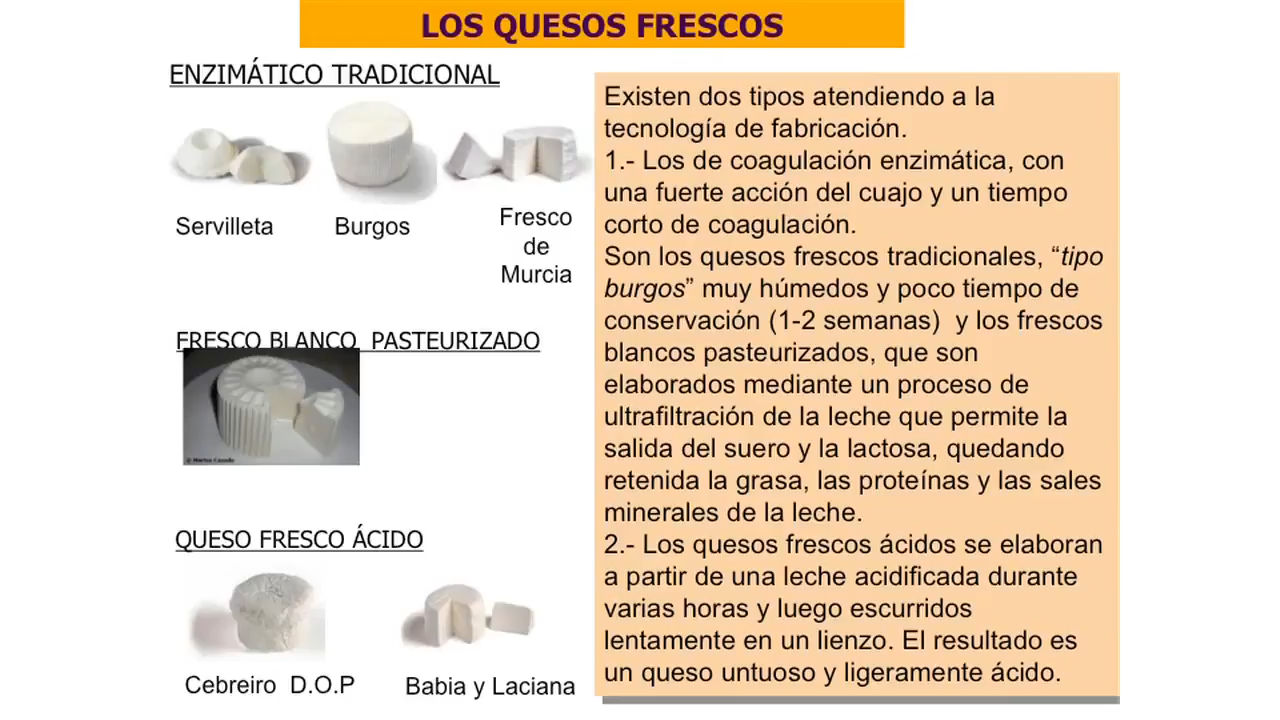 LOS QUESOS FRESCOS
ENZIMÁTICO TRADICIONAL
Servilleta
Burgos
Fresco
de
Murcia
FRESCO BLANCO PASTEURIZADO
© Marisa Casado
QUESO FRESCO ÁCIDO
Cebreiro D.O.P
Babia y Laciana
Existen dos tipos atendiendo a la
tecnología de fabricación.
1.- Los de coagulación enzimática, con
una fuerte acción del cuajo y un tiempo
corto de coagulación.
Son los quesos frescos tradicionales, “tipo
burgos” muy húmedos y poco tiempo de
conservación (1-2 semanas) y los frescos
blancos pasteurizados, que son
elaborados mediante un proceso de
ultrafiltración de la leche que permite la
salida del suero y la lactosa, quedando
retenida la grasa, las proteínas y las sales
minerales de la leche.
2.- Los quesos frescos ácidos se elaboran
a partir de una leche acidificada durante
varias horas y luego escurridos
lentamente en un lienzo. El resultado es
un queso untuoso y ligeramente ácido.